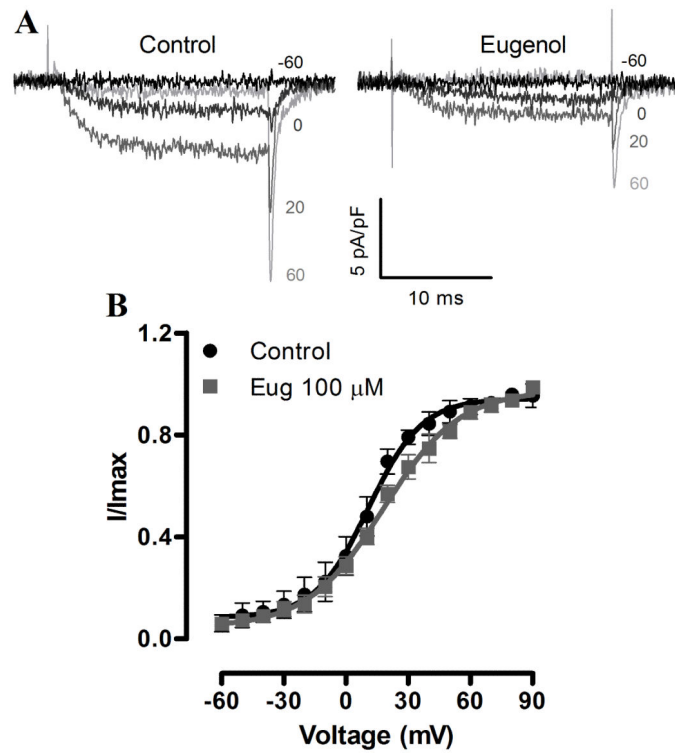 A
Control
Eugenol
-60
0
20
60
-60
0
20
60
5 pA/pF
10 ms
B
Control
Eug 100 μM
1.2
0.8
0.4
0.0
I/Imax
-60 -30 0 30 60 90
Voltage (mV)